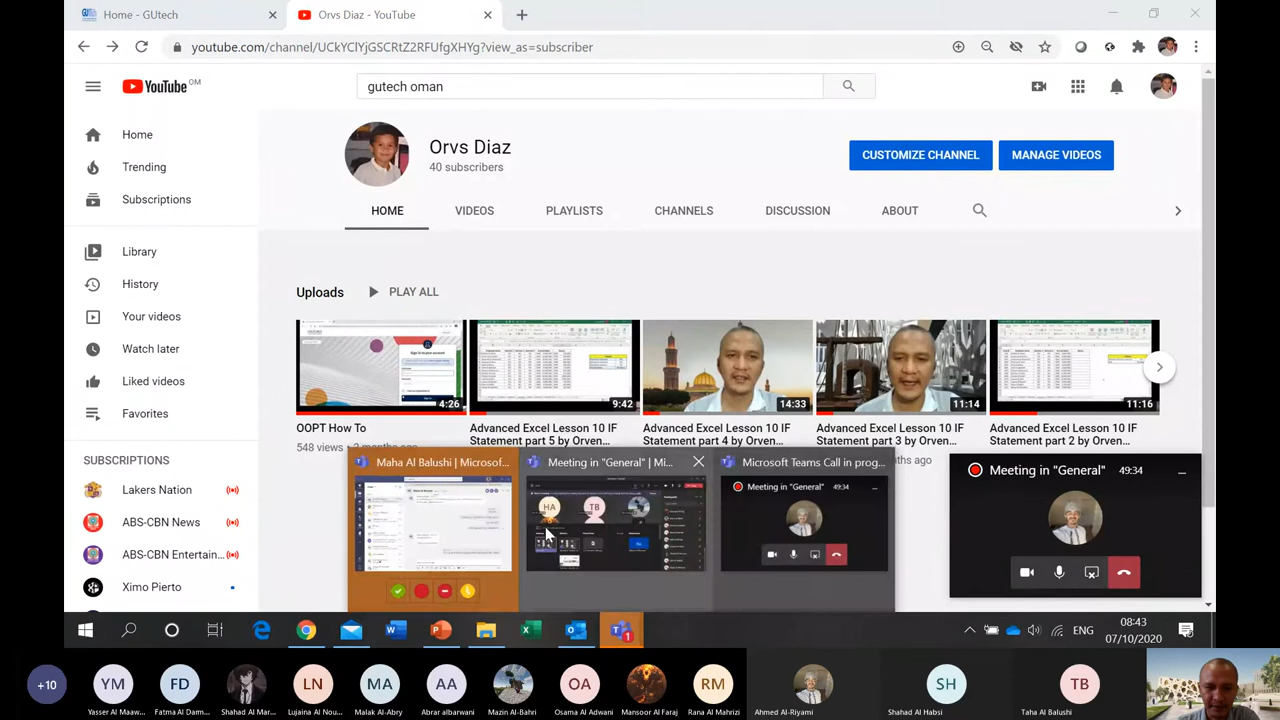 Home - GUtech
Orvs Diaz - YouTube
youtube.com/channel/UCkYClYjGSCRtZ2RFUfgXHYg?view_as=subscriber
YouTube OM
gutech oman
Home
Trending
Subscriptions
Library
History
Your videos
Watch later
Liked videos
Favorites
SUBSCRIPTIONS
Lakers Nation
ABS-CBN News
ABS-CBN Entertain...
Ximo Pierto
Orvs Diaz
40 subscribers
CUSTOMIZE CHANNEL
MANAGE VIDEOS
HOME VIDEOS PLAYLISTS CHANNELS DISCUSSION ABOUT
Uploads PLAY ALL
4:26
9:42
14:33
11:14
11:16
OOPT How To
548 views
Advanced Excel Lesson 10 IF
Statement part 5 by Orven...
Advanced Excel Lesson 10 IF
Statement part 4 by Orven...
Advanced Excel Lesson 10 IF
Statement part 3 by Orven...
Advanced Excel Lesson 10 IF
Statement part 2 by Orven...
Maha Al Balushi | Microsof...
Meeting in "General" | Mi...
HA
TB
Microsoft Teams Call in prog...
Meeting in "General" 49:34
Meeting in "General" 49:34
ENG
08:43
07/10/2020
+10
YM
FD
LN
MA
AA
OA
RM
SH
TB
Yasser Al Maaw...
Fatma Al Dam...
Shahad Al Mar...
Lujaina Al Nou...
Malak Al-Abry
Abrar albarwani
Mazin Al-Bahri
Osama Al Adwani
Mansoor Al Faraj
Rana Al Mahrizi
Ahmed Al-Riyami
Shahad Al Habsi
Taha Al Balushi